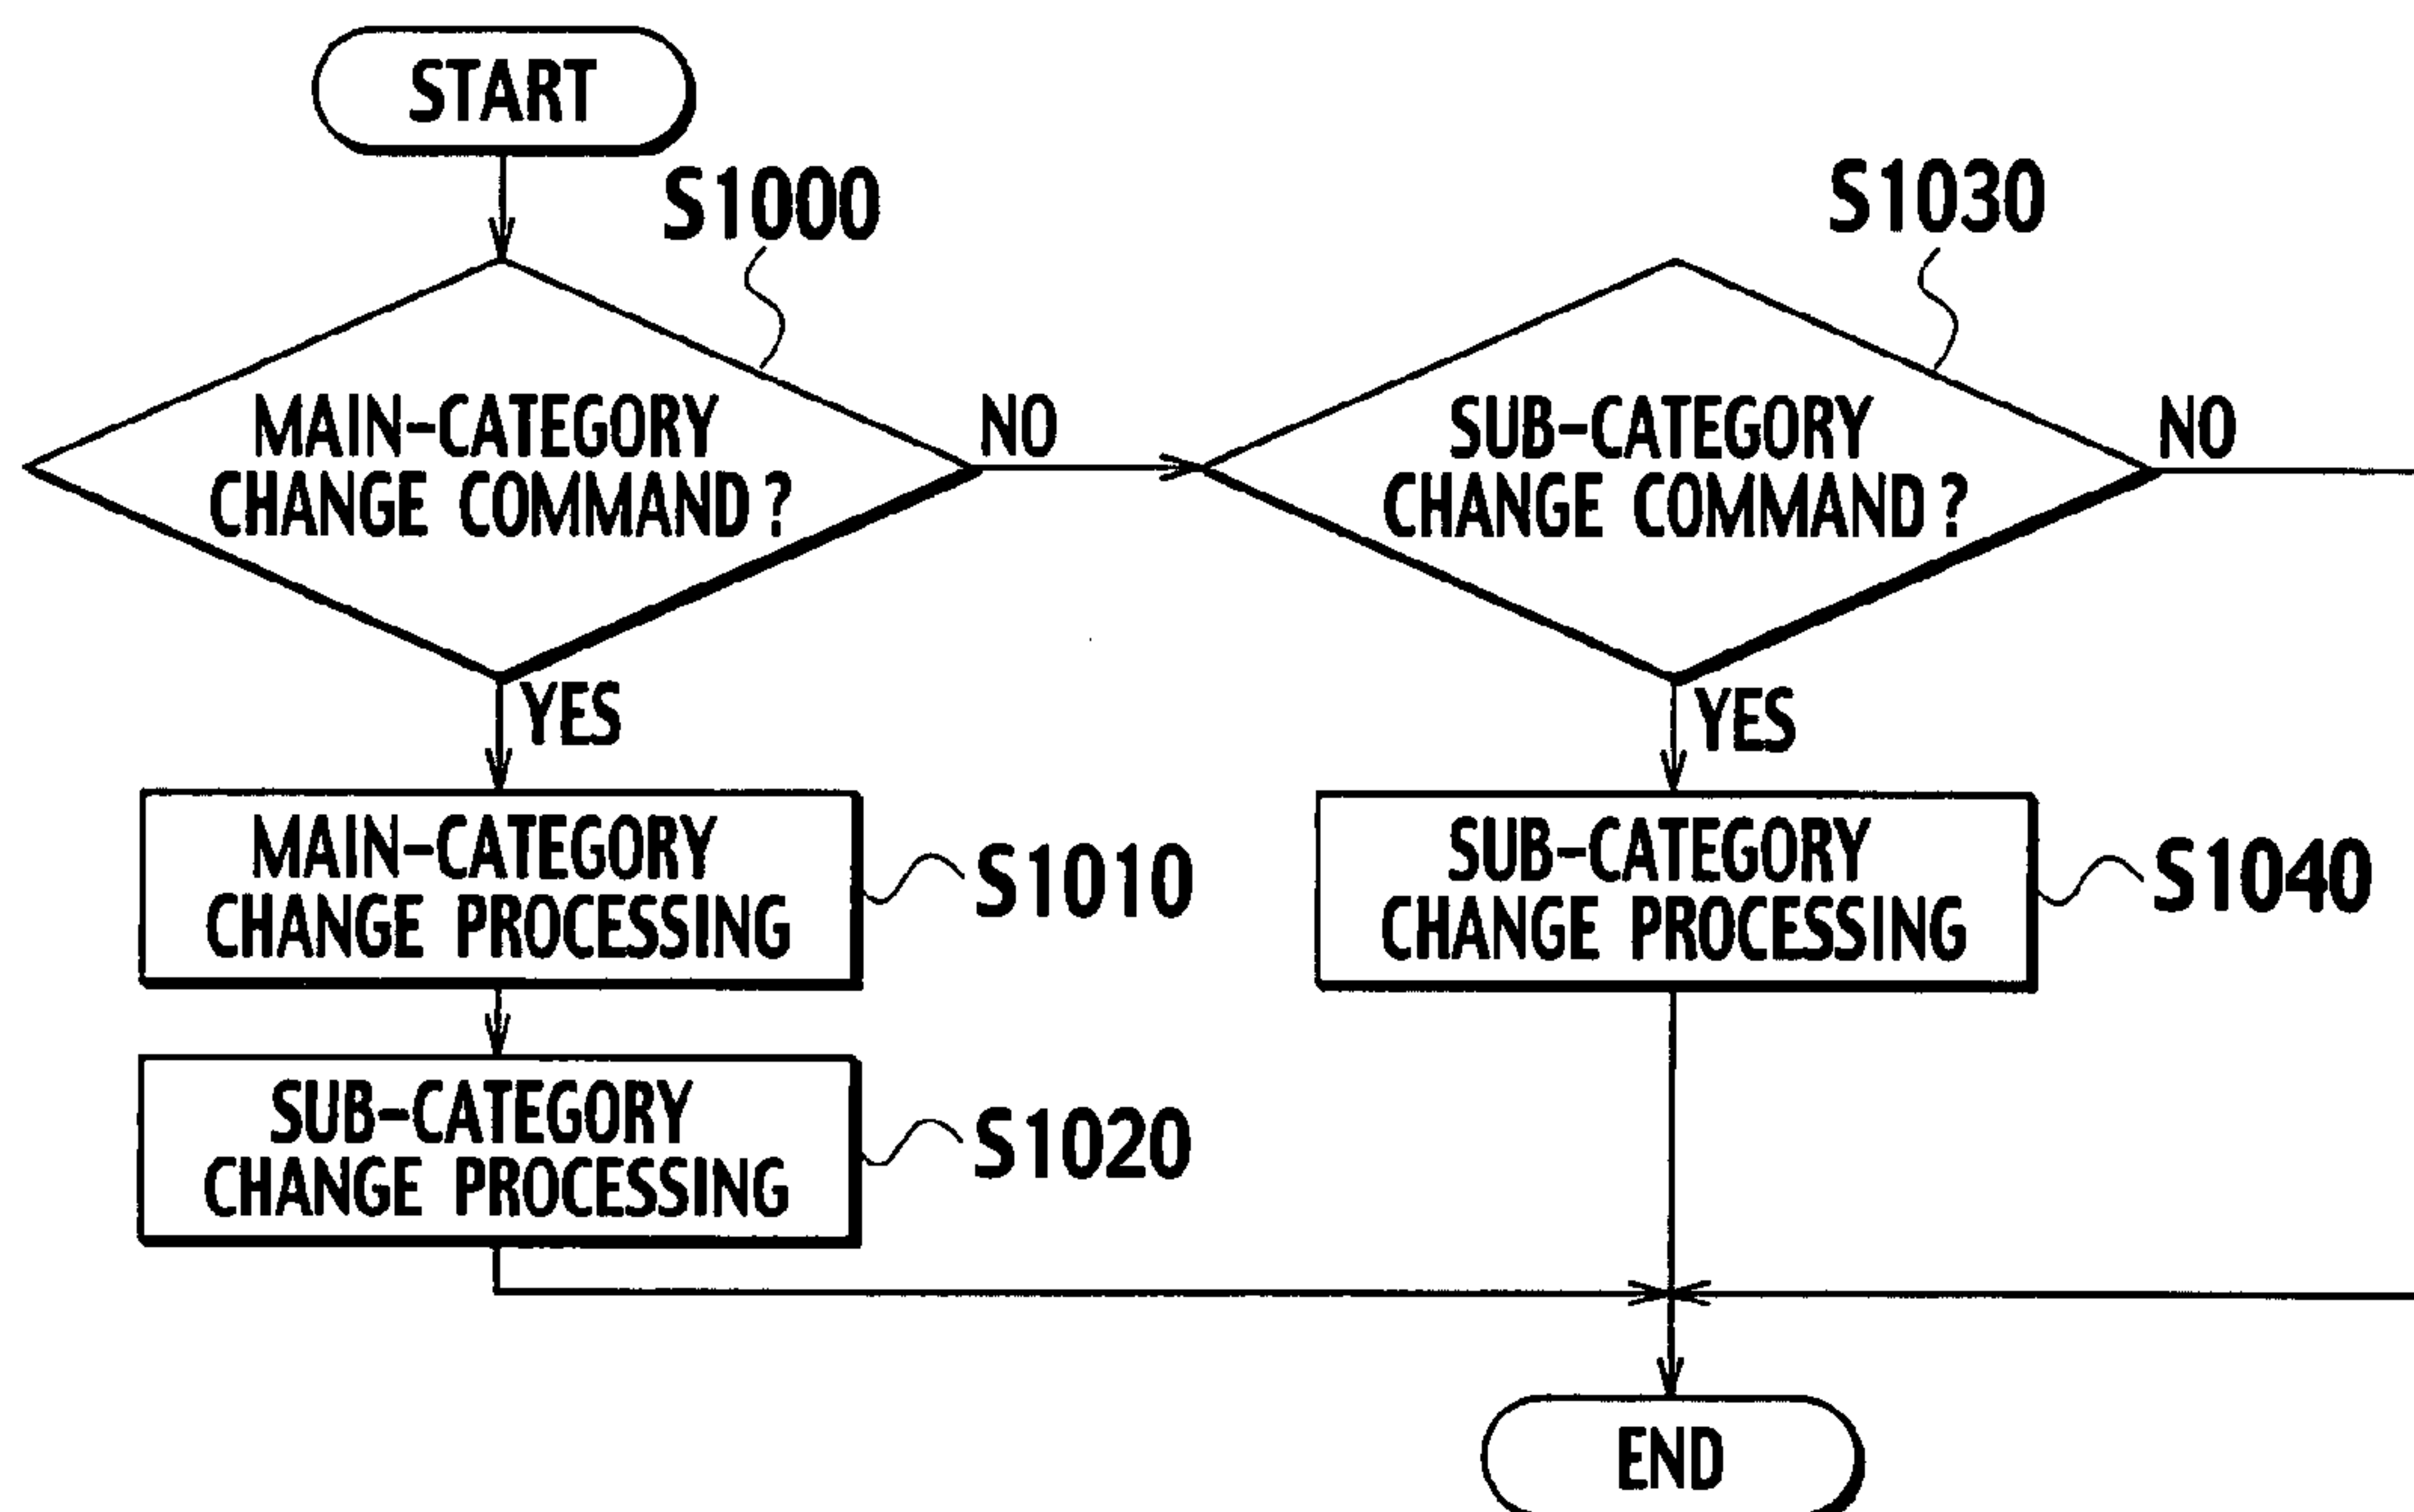 START
S1000
S1030
MAIN-CATEGORY
CHANGE COMMAND?
NO
SUB-CATEGORY
CHANGE COMMAND?
NO
YES
YES
MAIN-CATEGORY
CHANGE PROCESSING
S1010
SUB-CATEGORY
CHANGE PROCESSING
S1040
SUB-CATEGORY
CHANGE PROCESSING
S1020
END